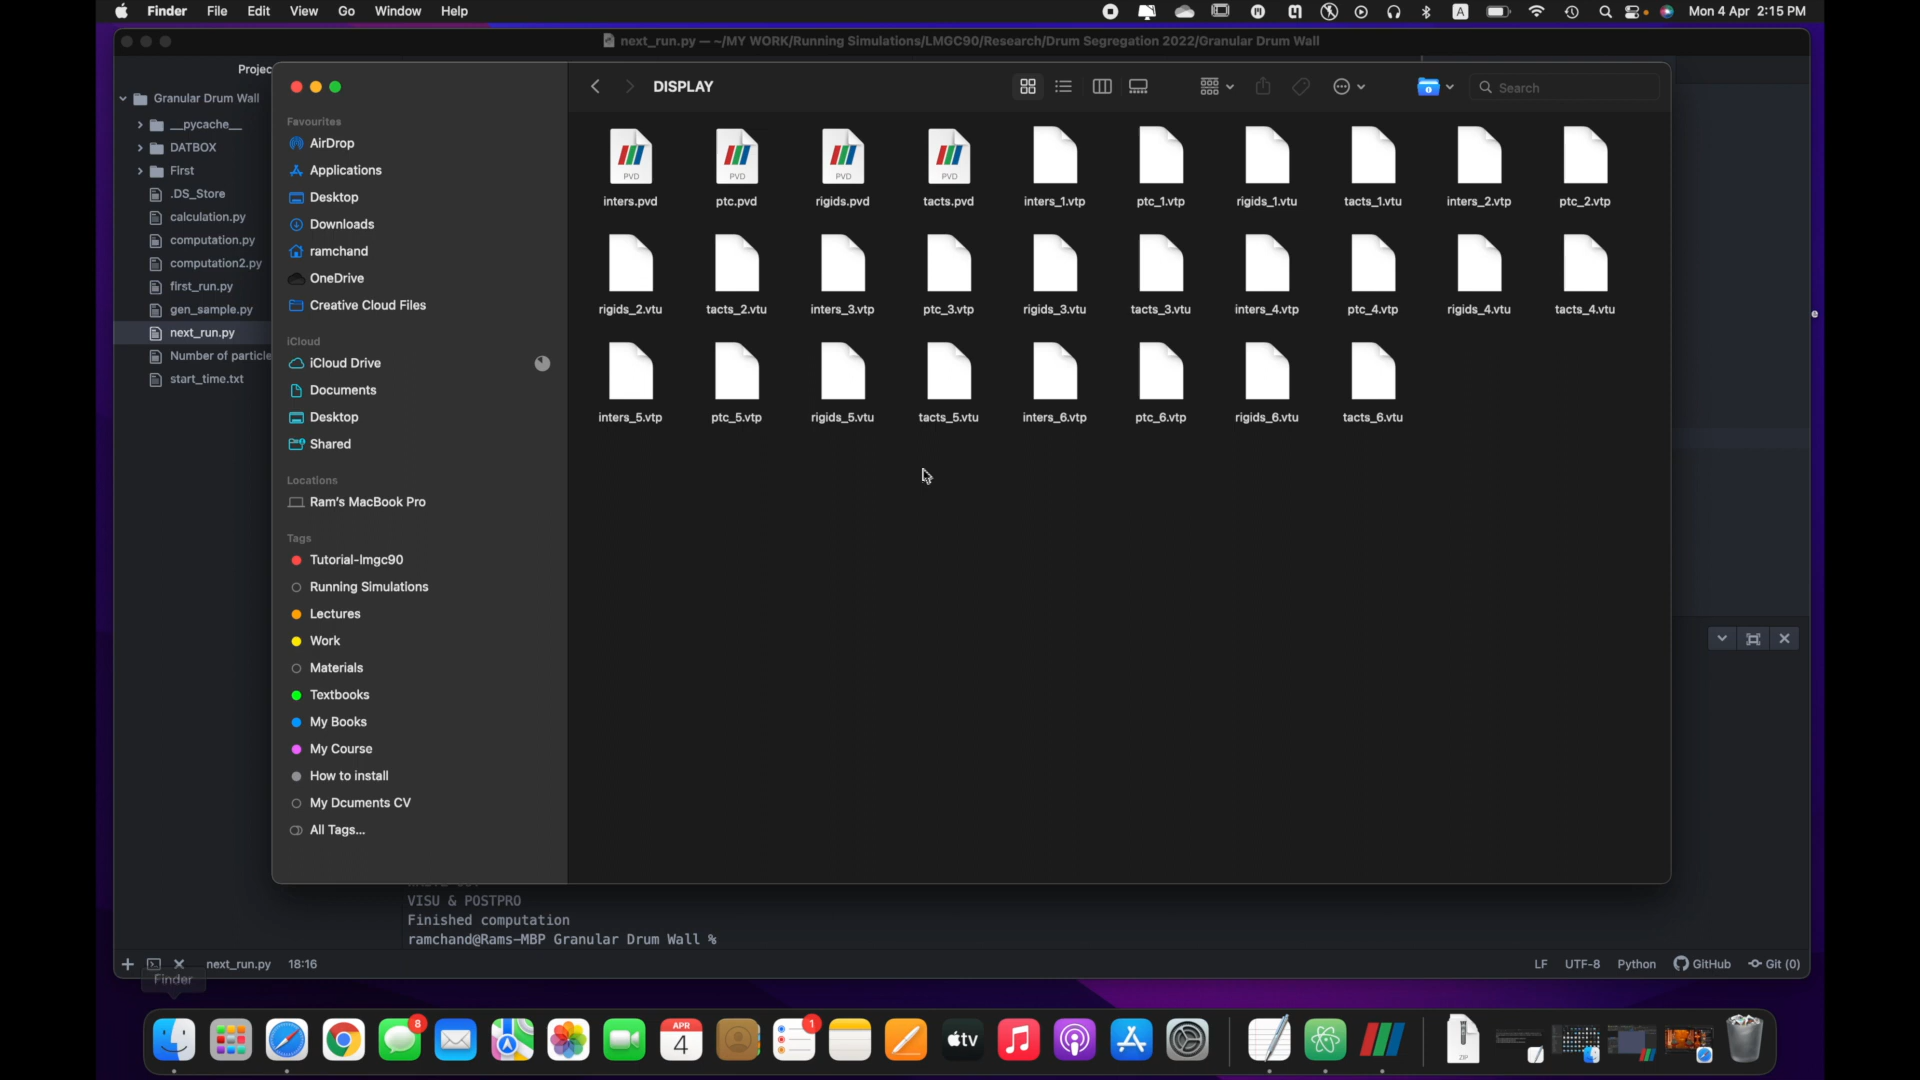 Finder File Edit View Go Window Help
A Mon 4 Apr 2:15 PM
next_run.py — ~/MY WORK/Running Simulations/LMGC90/Research/Drum Segregation 2022/Granular Drum Wall
Projec
Granular Drum Wall
__pycache__
DATBOX
First
.DS_Store
calculation.py
computation.py
computation2.py
first_run.py
gen_sample.py
next_run.py
Number of particle
start_time.txt
Favourites
AirDrop
Applications
Desktop
Downloads
ramchand
OneDrive
Creative Cloud Files
iCloud
iCloud Drive
Documents
Desktop
Shared
Locations
Ram's MacBook Pro
Tags
Tutorial-lmgc90
Running Simulations
Lectures
Work
Materials
Textbooks
My Books
My Course
How to install
My Dcuments CV
All Tags...
DISPLAY
Search
PVD PVD PVD PVD
inters.pvd ptc.pvd rigids.pvd tacts.pvd inters_1.vtp ptc_1.vtp rigids_1.vtu tacts_1.vtu inters_2.vtp ptc_2.vtp
rigids_2.vtu tacts_2.vtu inters_3.vtp ptc_3.vtp rigids_3.vtu tacts_3.vtu inters_4.vtp ptc_4.vtp rigids_4.vtu tacts_4.vtu
inters_5.vtp ptc_5.vtp rigids_5.vtu tacts_5.vtu inters_6.vtp ptc_6.vtp rigids_6.vtu tacts_6.vtu
e
VISU & POSTPRO
Finished computation
ramchand@Rams-MBP Granular Drum Wall %
next_run.py 18:16
LF UTF-8 Python GitHub Git (0)
Finder
8 APR 4 1 tv ZIP